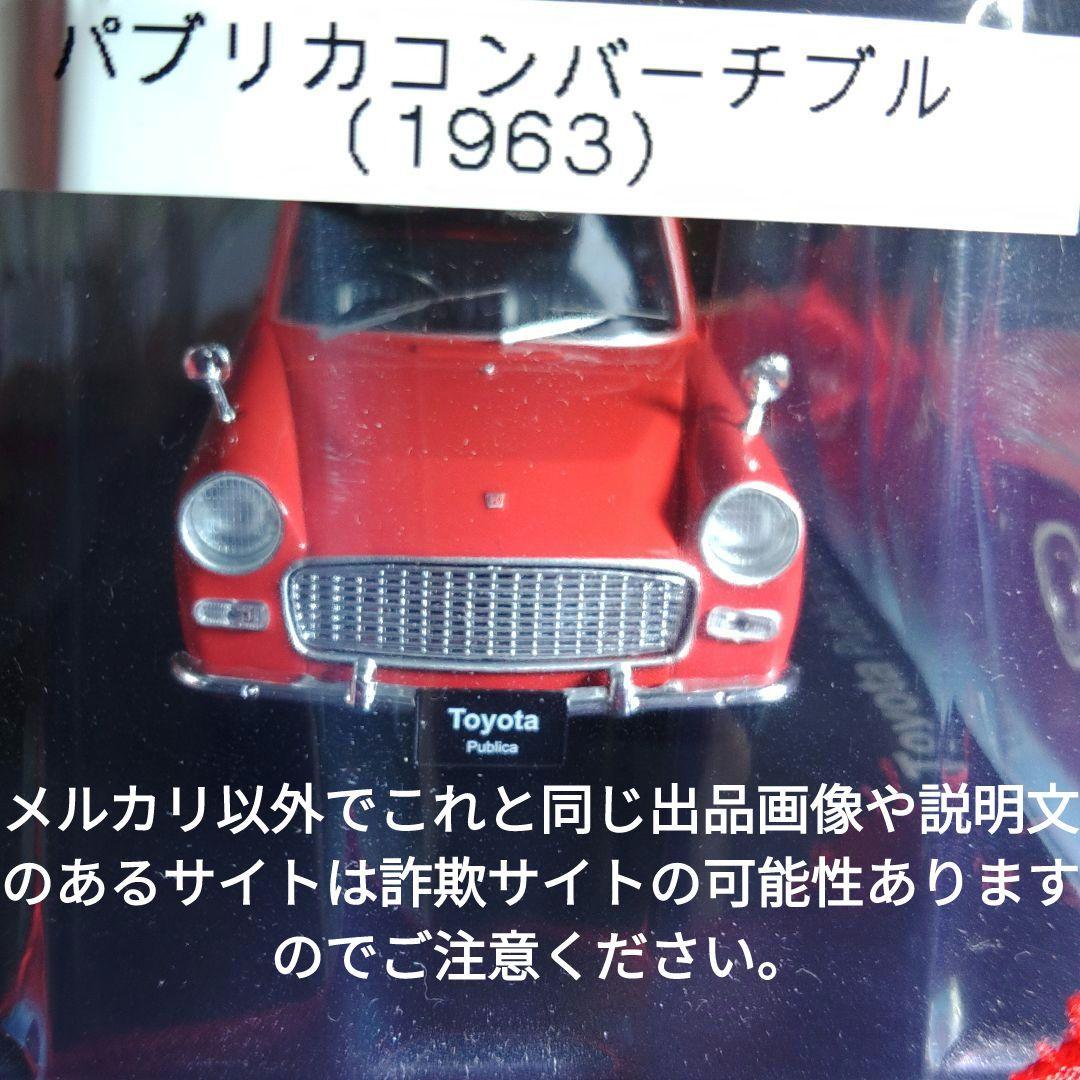 パブリカコンバーチブル
(1963)
Toyota
Publica
Toyota
メルカリ以外でこれと同じ出品画像や説明文
のあるサイトは詐欺サイトの可能性あります
のでご注意ください。